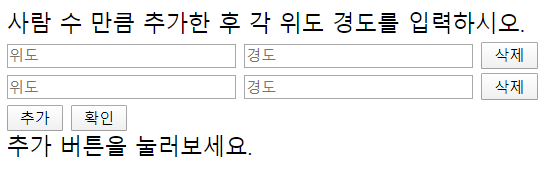 사람 수 만큼 추가한 후 각 위도 경도를 입력하시오.
위도 경도 삭제
위도 경도 삭제
추가 확인
추가 버튼을 눌러보세요.